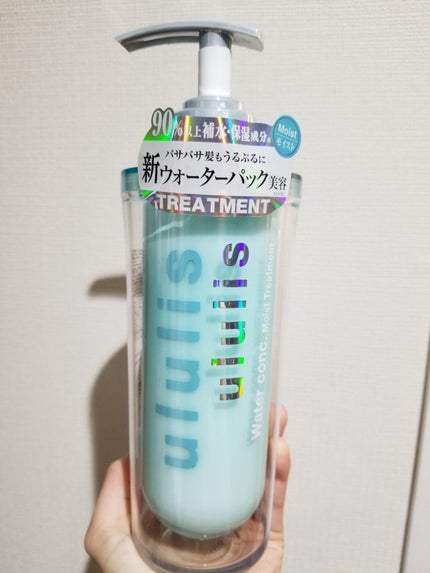 90%以上補水・保湿成分
Moist
モイスト
パサパサ髪もうるぷるに
新ウォーターパック美容
TREATMENT
ululis
ululis
Water conc. Moist Treatment